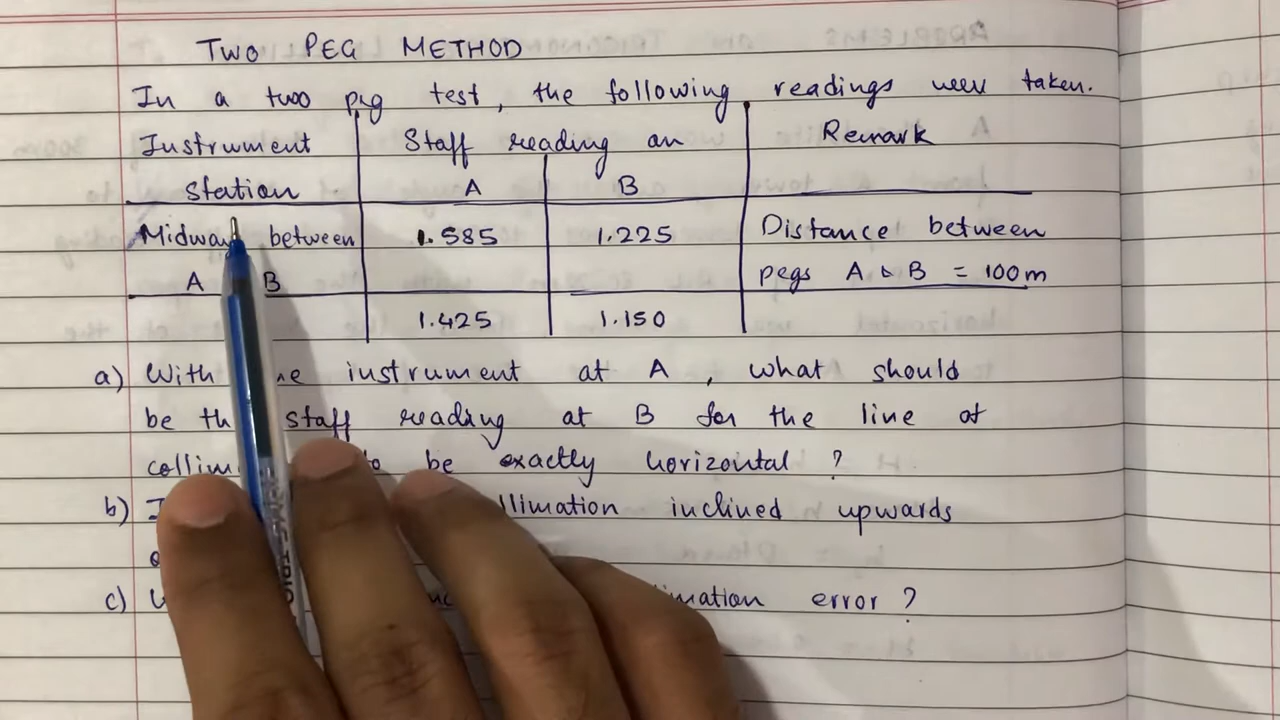 TWO PEG METHOD
In a two peg test, the following readings were taken.
Instrument Station | Staff reading on | Remark
A | B
Midway between | 1.585 | 1.225 | Distance between
A B | pegs A & B = 100m
1.425 | 1.150
a) With instrument at A, what should
be staff reading at B for the line of
to be exactly horizontal ?
b) inclined upwards
c) error ?